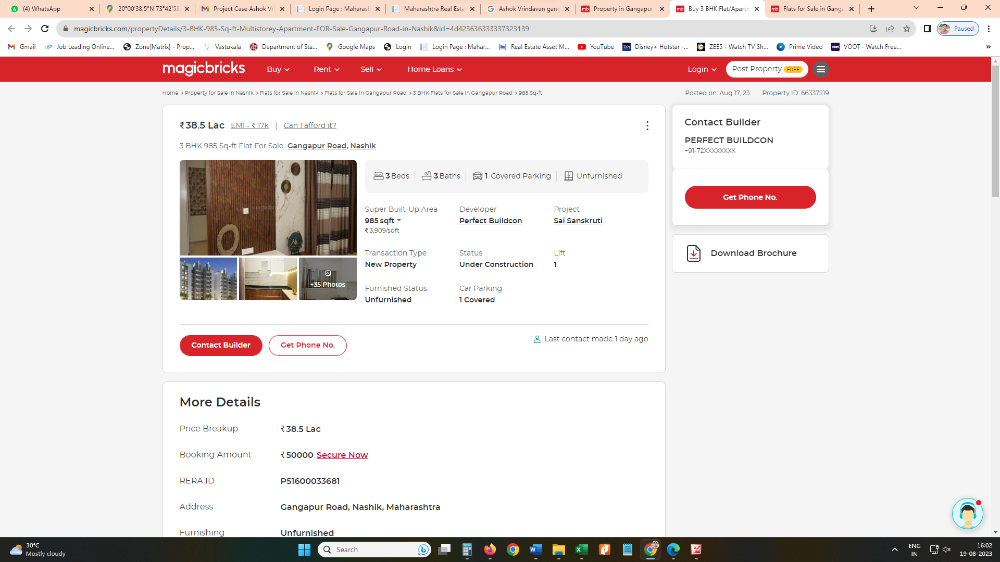 (4) WhatsApp
20°00'38.5"N 73°42'58
Project Case Ashok Vri
Login Page : Maharash
Maharashtra Real Esta
Ashok Vrindavan gang
Property in Gangapur
Buy 3 BHK Flat/Apartm
Flats for Sale in Ganga
magicbricks.com/propertyDetails/3-BHK-985-Sq-ft-Multistorey-Apartment-FOR-Sale-Gangapur-Road-in-Nashik&id=4d423636333337323139
Paused
Gmail
Job Leading Online...
Zone{Matrix} - Prop...
Vastukala
Department of Sta...
Google Maps
Login
Login Page : Mahar...
Real Estate Asset M...
YouTube
Disney+ Hotstar -...
ZEE5 - Watch TV Sh...
Prime Video
VOOT - Watch Free...
magicbricks
Buy
Rent
Sell
Home Loans
Login
Post Property FREE
Home > Property for Sale in Nashik > Flats for Sale in Nashik > Flats for Sale in Gangapur Road > 3 BHK Flats for Sale in Gangapur Road > 985 Sq-ft
Posted on: Aug 17, 23
Property ID: 66337219
₹38.5 Lac EMI - ₹ 17k | Can I afford it?
3 BHK 985 Sq-ft Flat For Sale Gangapur Road, Nashik
magicbricks
+35 Photos
3 Beds
3 Baths
1 Covered Parking
Unfurnished
Super Built-Up Area
985 sqft
₹3,909/sqft
Developer
Perfect Buildcon
Project
Sai Sanskruti
Transaction Type
New Property
Status
Under Construction
Lift
1
Furnished Status
Unfurnished
Car Parking
1 Covered
Contact Builder
Get Phone No.
Last contact made 1 day ago
Contact Builder
PERFECT BUILDCON
+91-72XXXXXXXX
Get Phone No.
Download Brochure
More Details
Price Breakup ₹38.5 Lac
Booking Amount ₹50000 Secure Now
RERA ID P51600033681
Address Gangapur Road, Nashik, Maharashtra
Furnishing Unfurnished
30°C
Mostly cloudy
Search
ENG
IN
16:02
19-08-2023